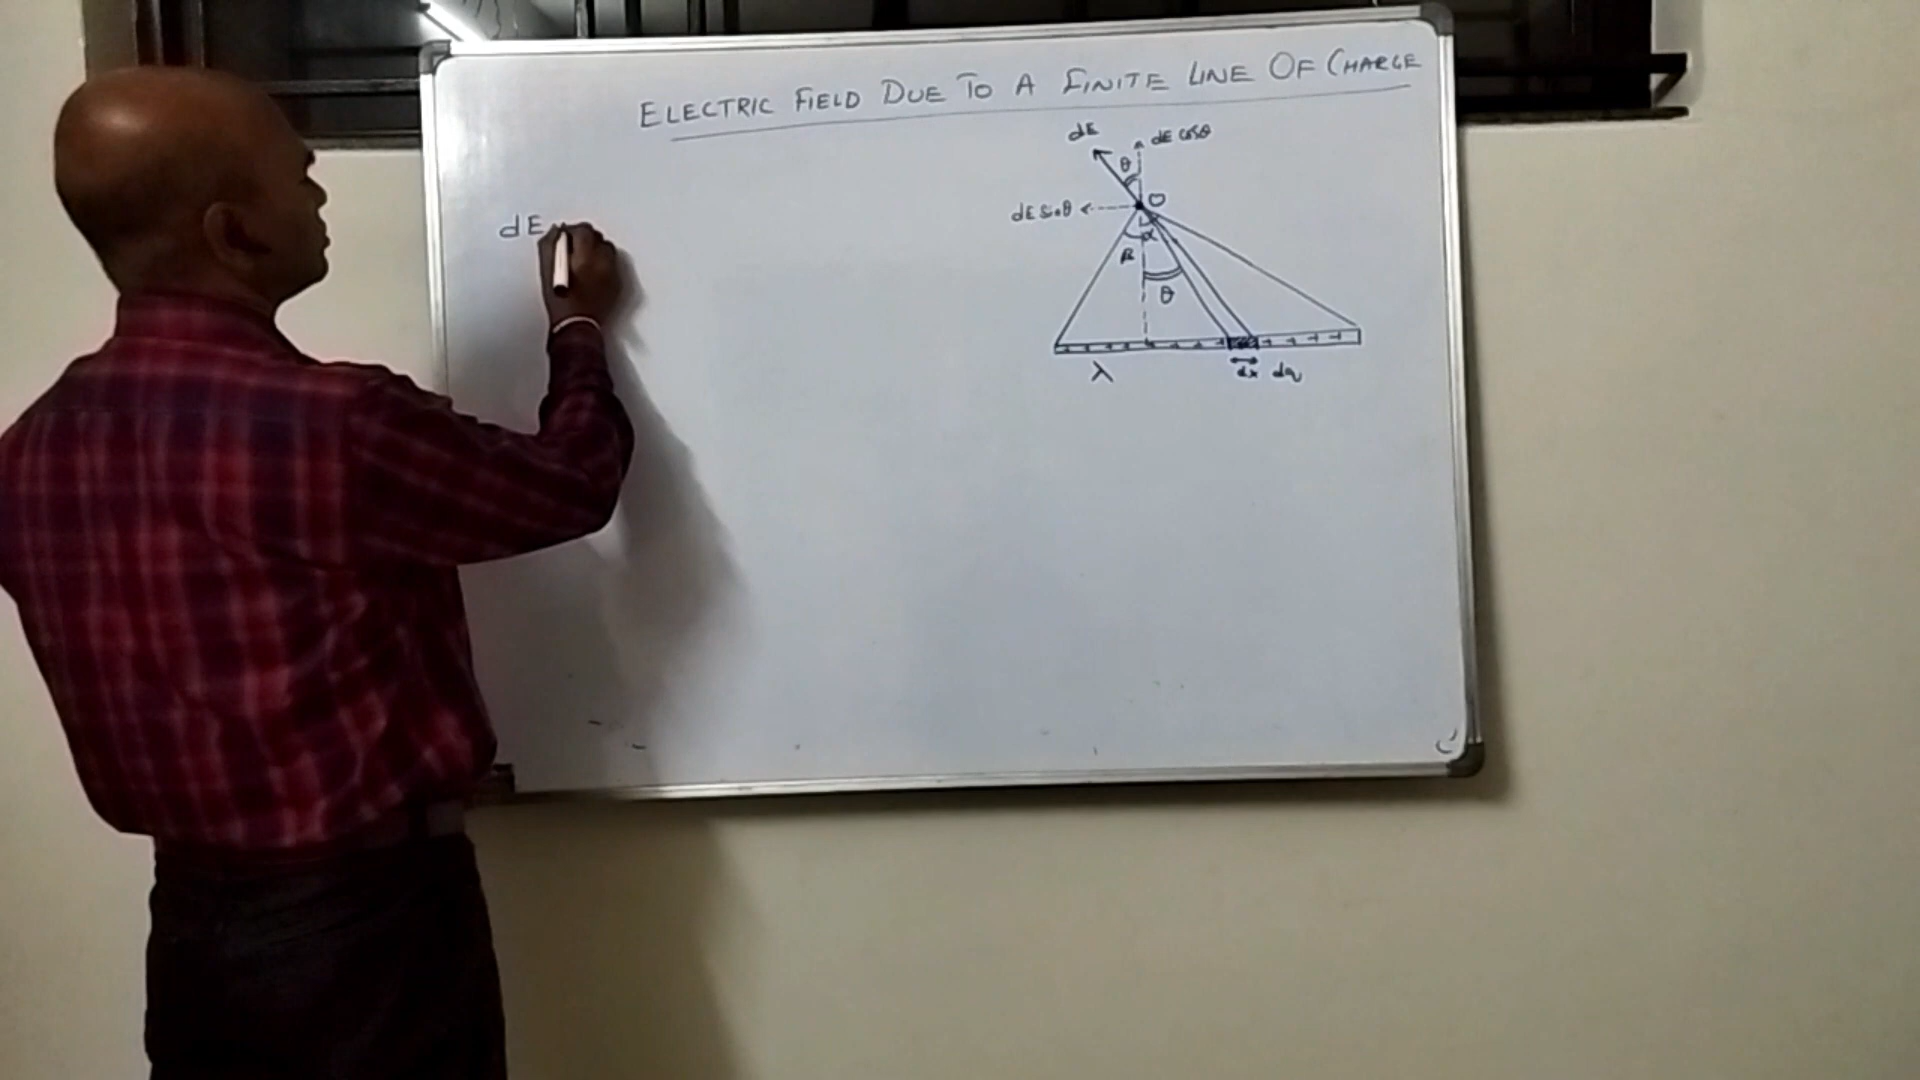 ELECTRIC FIELD DUE TO A FINITE LINE OF CHARGE
dE
dE cosθ
θ
dE sinθ
O
dE
α
β
θ
+ + + + + + + + + + + +
λ
dx dq